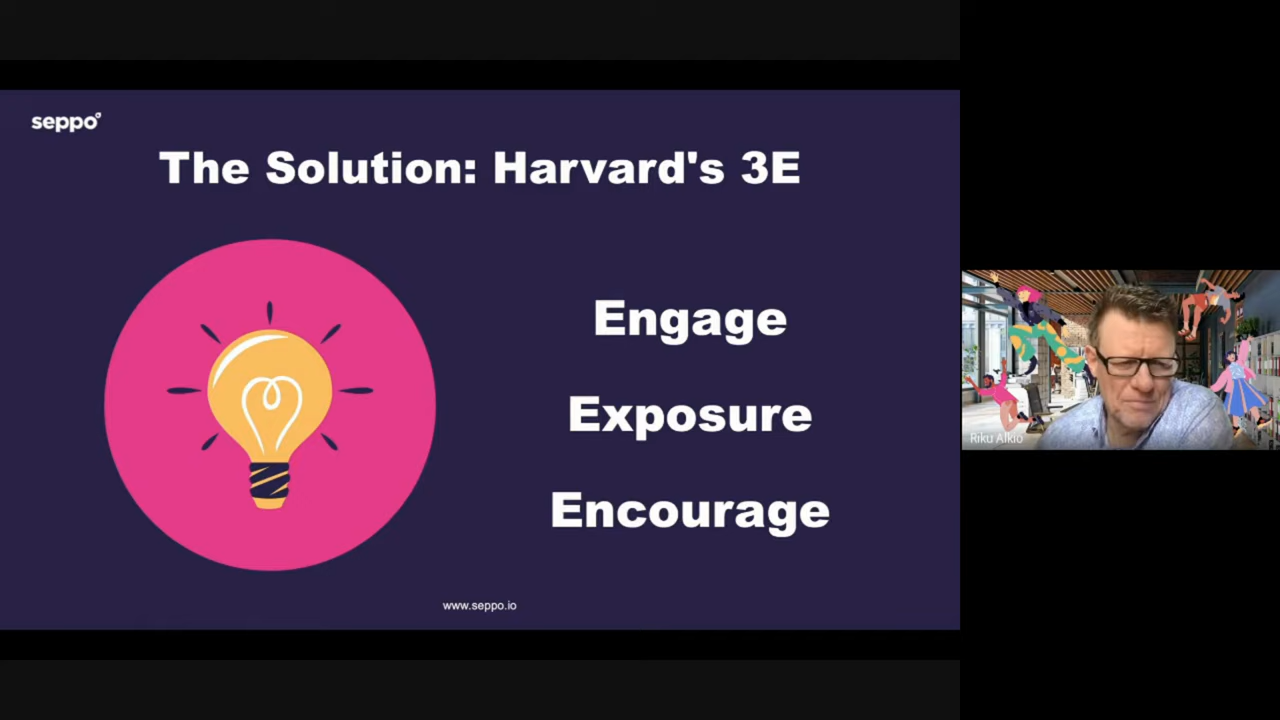 seppo
The Solution: Harvard's 3E
Engage
Exposure
Encourage
www.seppo.io
Riku Alkio